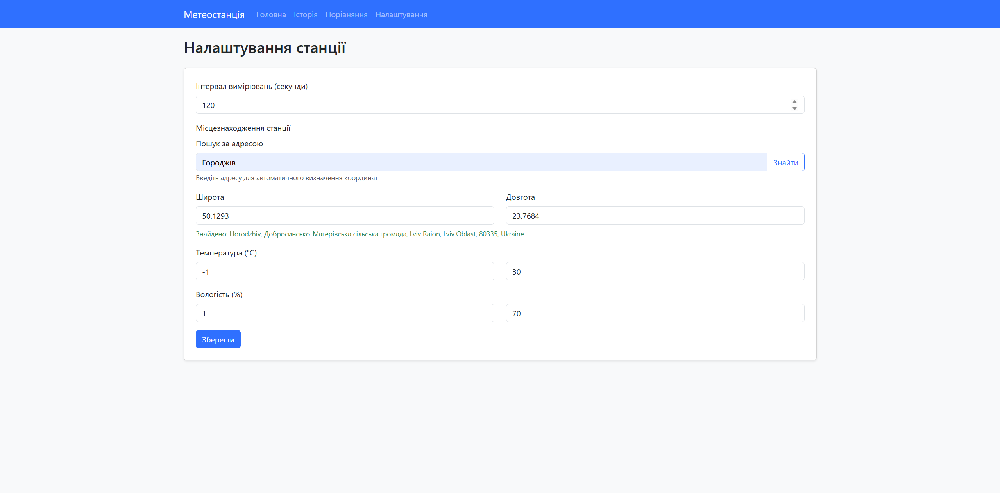 Метеостанція Головна Історія Порівняння Налаштування
Налаштування станції
Інтервал вимірювань (секунди)
120
Місцезнаходження станції
Пошук за адресою
Городжів Знайти
Введіть адресу для автоматичного визначення координат
Широта Довгота
50.1293 23.7684
Знайдено: Horodzhiv, Добросинсько-Магерівська сільська громада, Lviv Raion, Lviv Oblast, 80335, Ukraine
Температура (°C)
-1 30
Вологість (%)
1 70
Зберегти